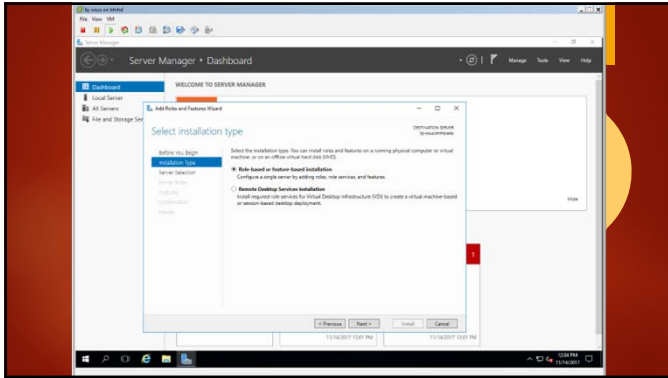 File View VM
Server Manager
Server Manager • Dashboard
Manage Tools View Help
Dashboard
Local Server
All Servers
File and Storage Ser
WELCOME TO SERVER MANAGER
Add Roles and Features Wizard
Select installation type
DESTINATION SERVER
Before You Begin
Installation Type
Server Selection
Server Roles
Features
Confirmation
Results
Select the installation type. You can install roles and features on a running physical computer or virtual
machine, or on an offline virtual hard disk (VHD).
Role-based or feature-based installation
Configure a single server by adding roles, role services, and features.
Remote Desktop Services installation
Install required role services for Virtual Desktop Infrastructure (VDI) to create a virtual machine-based
or session-based desktop deployment.
Hide
1
< Previous Next > Install Cancel
11/14/2017 12:01 PM 11/14/2017 12:01 PM
12:04 PM
11/14/2017